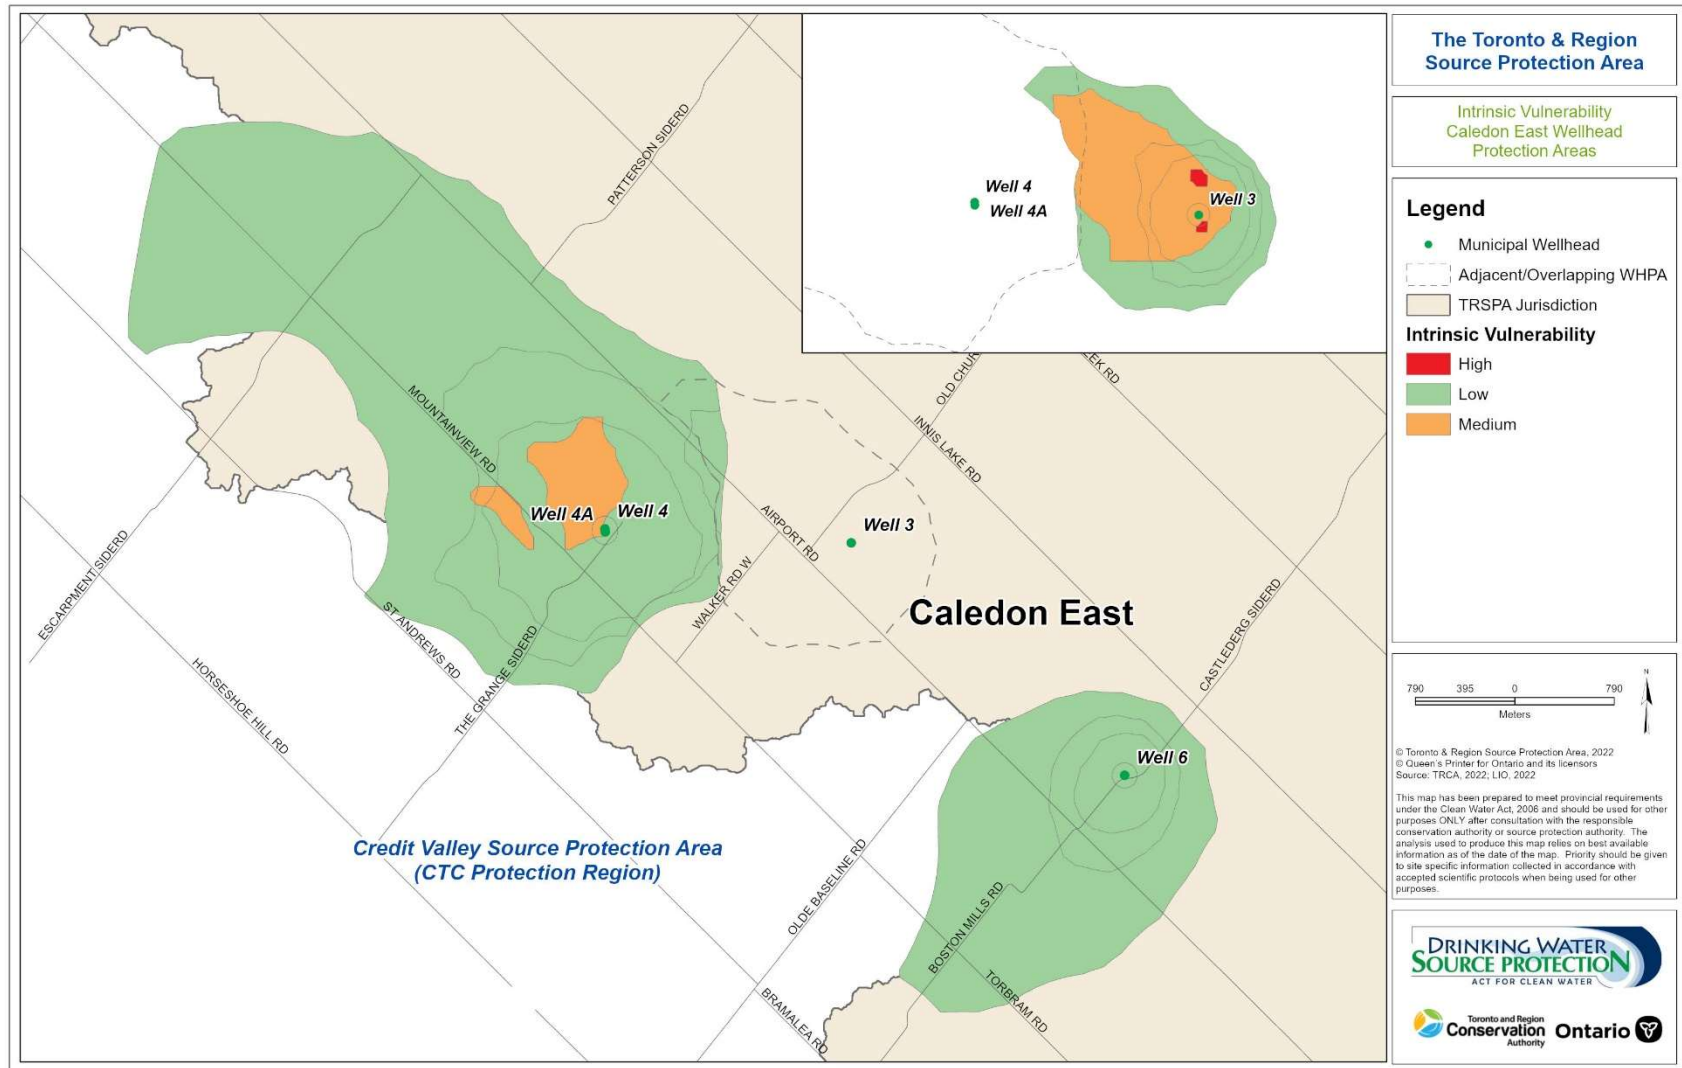 The Toronto & Region
Source Protection Area
Intrinsic Vulnerability
Caledon East Wellhead
Protection Areas
Legend
Municipal Wellhead
Adjacent/Overlapping WHPA
TRSPA Jurisdiction
Intrinsic Vulnerability
High
Low
Medium
790 395 0 790
Meters
N
© Toronto & Region Source Protection Area, 2022
© Queen's Printer for Ontario and its licensors
Source: TRCA, 2022; LIO, 2022
This map has been prepared to meet provincial requirements
under the Clean Water Act, 2006 and should be used for other
purposes ONLY after consultation with the responsible
conservation authority or source protection authority. The
analysis used to produce this map relies on best available
information as of the date of the map. Priority should be given
to site specific information collected in accordance with
accepted scientific protocols when being used for other
purposes.
DRINKING WATER
SOURCE PROTECTION
ACT FOR CLEAN WATER
Toronto and Region
Conservation
Authority
Ontario
Well 4
Well 4A
Well 3
PATTERSON SIDERD
MOUNTAINVIEW RD
OLD CHUR
EEK RD
INNIS LAKE RD
AIRPORT RD
Well 4A
Well 4
Well 3
WALKER RD W
Caledon East
ESCARPMENT SIDERD
ST ANDREWS RD
THE GRANGE SIDERD
HORSESHOE HILL RD
CASTLEDERG SIDERD
Well 6
Credit Valley Source Protection Area
(CTC Protection Region)
OLDE BASELINE RD
BOSTON MILLS RD
TORBRAM RD
BRAMALEA RD